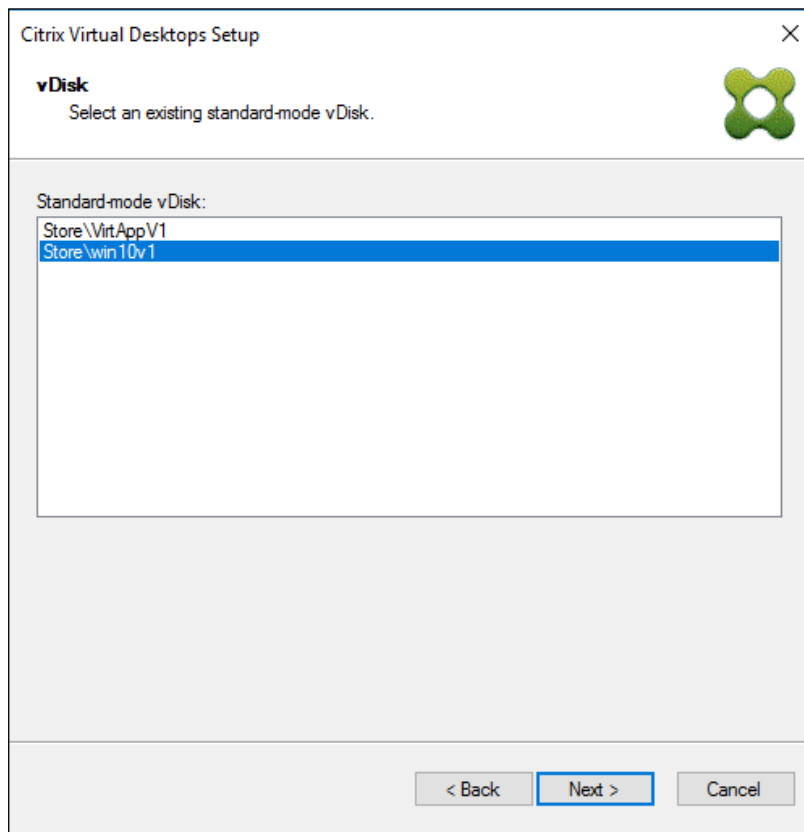 Citrix Virtual Desktops Setup
vDisk
Select an existing standard-mode vDisk.
Standard-mode vDisk:
Store\VirtAppV1
Store\win10v1
< Back
Next >
Cancel